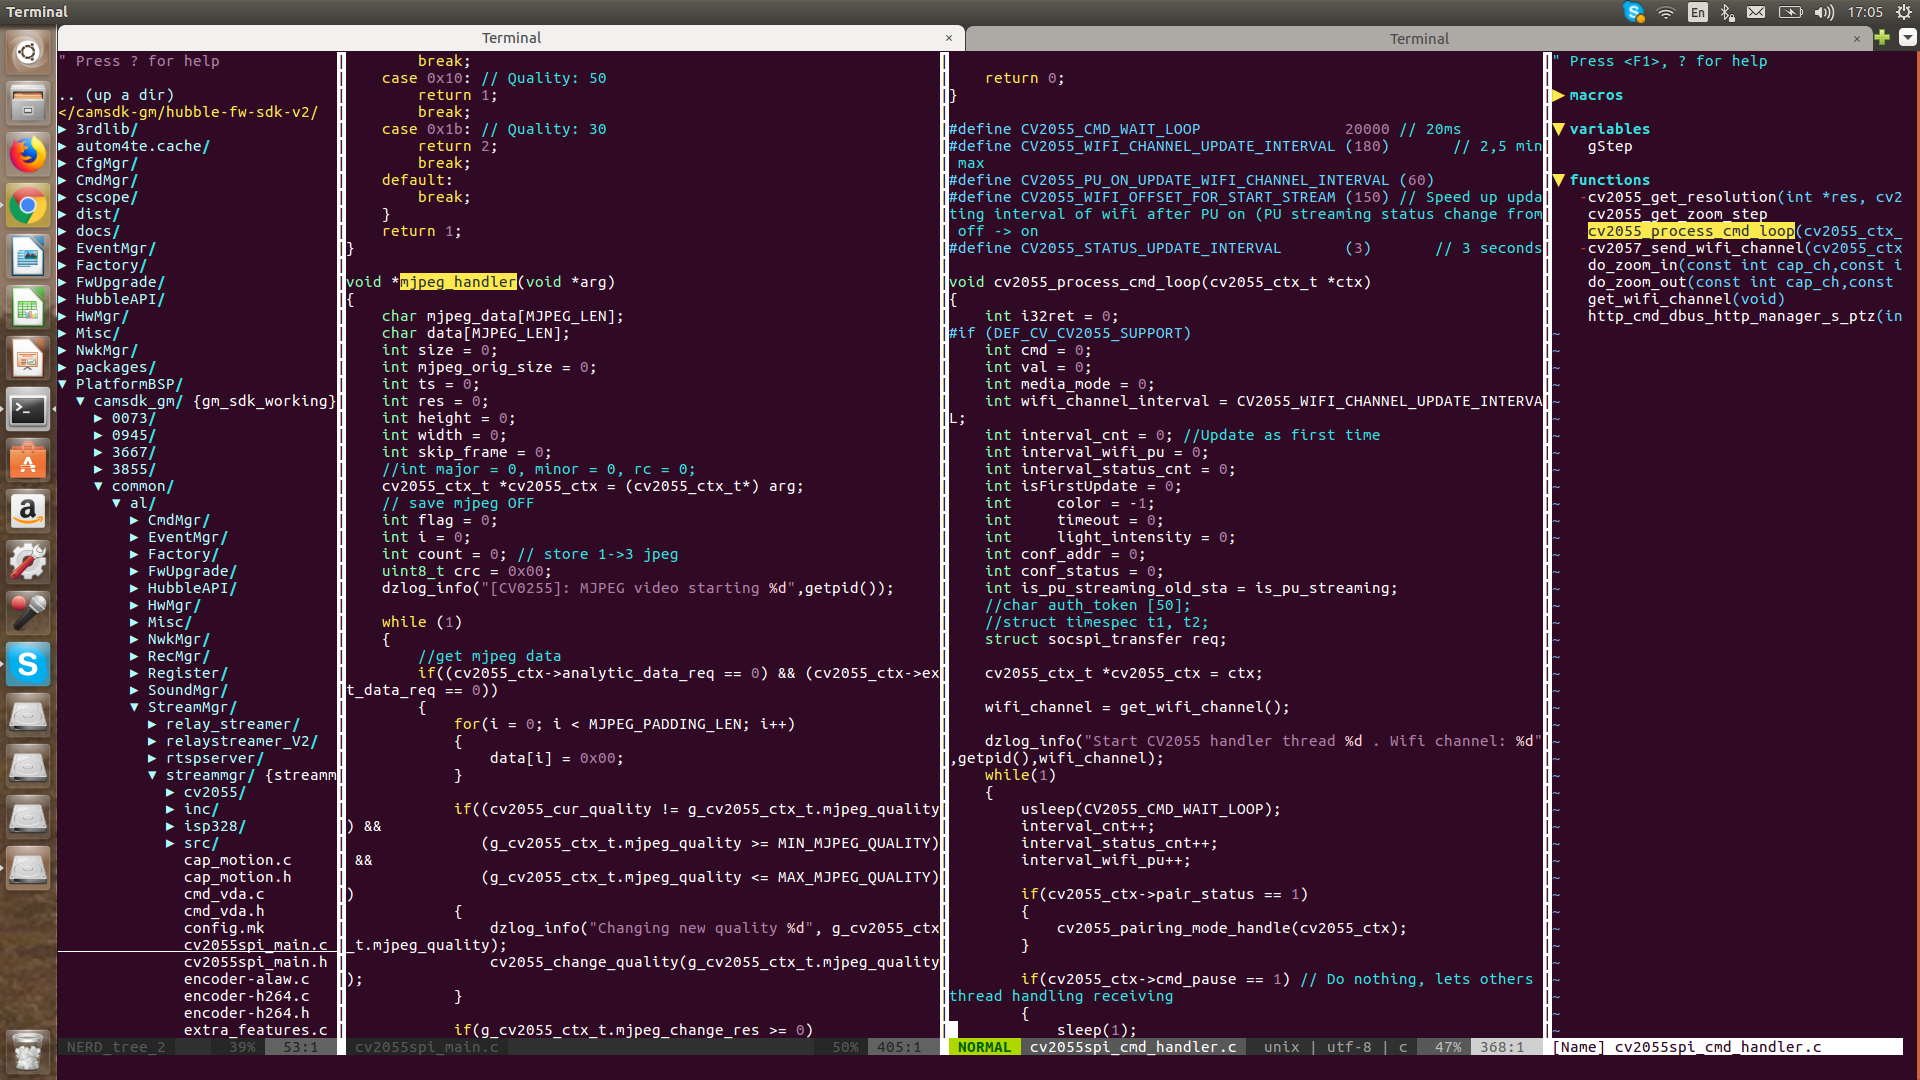 Terminal
En
17:05
Terminal ×
Terminal ×
" Press ? for help
.. (up a dir)
</camsdk-gm/hubble-fw-sdk-v2/
▶ 3rdlib/
▶ autom4te.cache/
▶ CfgMgr/
▶ CmdMgr/
▶ cscope/
▶ dist/
▶ docs/
▶ EventMgr/
▶ Factory/
▶ FwUpgrade/
▶ HubbleAPI/
▶ HwMgr/
▶ Misc/
▶ NwkMgr/
▶ packages/
▼ PlatformBSP/
▼ camsdk_gm/ {gm_sdk_working}
▶ 0073/
▶ 0945/
▶ 3667/
▶ 3855/
▼ common/
▼ al/
▶ CmdMgr/
▶ EventMgr/
▶ Factory/
▶ FwUpgrade/
▶ HubbleAPI/
▶ HwMgr/
▶ Misc/
▶ NwkMgr/
▶ RecMgr/
▶ Register/
▶ SoundMgr/
▼ StreamMgr/
▶ relay_streamer/
▶ relaystreamer_V2/
▶ rtspserver/
▼ streammgr/ {streamm
▶ cv2055/
▶ inc/
▶ isp328/
▶ src/
cap_motion.c
cap_motion.h
cmd_vda.c
cmd_vda.h
config.mk
cv2055spi_main.c
cv2055spi_main.h
encoder-alaw.c
encoder-h264.c
encoder-h264.h
extra_features.c
NERD_tree_2 39% 53:1
break;
case 0x10: // Quality: 50
return 1;
break;
case 0x1b: // Quality: 30
return 2;
break;
default:
break;
}
return 1;
}
void *mjpeg_handler(void *arg)
{
char mjpeg_data[MJPEG_LEN];
char data[MJPEG_LEN];
int size = 0;
int mjpeg_orig_size = 0;
int ts = 0;
int res = 0;
int height = 0;
int width = 0;
int skip_frame = 0;
//int major = 0, minor = 0, rc = 0;
cv2055_ctx_t *cv2055_ctx = (cv2055_ctx_t*) arg;
// save mjpeg OFF
int flag = 0;
int i = 0;
int count = 0; // store 1->3 jpeg
uint8_t crc = 0x00;
dzlog_info("[CV0255]: MJPEG video starting %d",getpid());
while (1)
{
//get mjpeg data
if((cv2055_ctx->analytic_data_req == 0) && (cv2055_ctx->ex
t_data_req == 0))
{
for(i = 0; i < MJPEG_PADDING_LEN; i++)
{
data[i] = 0x00;
}
if((cv2055_cur_quality != g_cv2055_ctx_t.mjpeg_quality
) &&
(g_cv2055_ctx_t.mjpeg_quality >= MIN_MJPEG_QUALITY)
&&
(g_cv2055_ctx_t.mjpeg_quality <= MAX_MJPEG_QUALITY)
)
{
dzlog_info("Changing new quality %d", g_cv2055_ctx
_t.mjpeg_quality);
cv2055_change_quality(g_cv2055_ctx_t.mjpeg_quality
);
}
if(g_cv2055_ctx_t.mjpeg_change_res >= 0)
cv2055spi_main.c 50% 405:1
return 0;
}
#define CV2055_CMD_WAIT_LOOP 20000 // 20ms
#define CV2055_WIFI_CHANNEL_UPDATE_INTERVAL (180) // 2,5 min
max
#define CV2055_PU_ON_UPDATE_WIFI_CHANNEL_INTERVAL (60)
#define CV2055_WIFI_OFFSET_FOR_START_STREAM (150) // Speed up upda
ting interval of wifi after PU on (PU streaming status change from
off -> on
#define CV2055_STATUS_UPDATE_INTERVAL (3) // 3 seconds
void cv2055_process_cmd_loop(cv2055_ctx_t *ctx)
{
int i32ret = 0;
#if (DEF_CV_CV2055_SUPPORT)
int cmd = 0;
int val = 0;
int media_mode = 0;
int wifi_channel_interval = CV2055_WIFI_CHANNEL_UPDATE_INTERVA
L;
int interval_cnt = 0; //Update as first time
int interval_wifi_pu = 0;
int interval_status_cnt = 0;
int isFirstUpdate = 0;
int color = -1;
int timeout = 0;
int light_intensity = 0;
int conf_addr = 0;
int conf_status = 0;
int is_pu_streaming_old_sta = is_pu_streaming;
//char auth_token [50];
//struct timespec t1, t2;
struct socspi_transfer req;
cv2055_ctx_t *cv2055_ctx = ctx;
wifi_channel = get_wifi_channel();
dzlog_info("Start CV2055 handler thread %d . Wifi channel: %d"
,getpid(),wifi_channel);
while(1)
{
usleep(CV2055_CMD_WAIT_LOOP);
interval_cnt++;
interval_status_cnt++;
interval_wifi_pu++;
if(cv2055_ctx->pair_status == 1)
{
cv2055_pairing_mode_handle(cv2055_ctx);
}
if(cv2055_ctx->cmd_pause == 1) // Do nothing, lets others
thread handling receiving
{
sleep(1);
NORMAL cv2055spi_cmd_handler.c unix | utf-8 | c 47% 368:1
" Press <F1>, ? for help
▶ macros
▼ variables
gStep
▼ functions
-cv2055_get_resolution(int *res, cv2
cv2055_get_zoom_step
cv2055_process_cmd_loop(cv2055_ctx_
-cv2057_send_wifi_channel(cv2055_ctx
do_zoom_in(const int cap_ch,const i
do_zoom_out(const int cap_ch,const
get_wifi_channel(void)
http_cmd_dbus_http_manager_s_ptz(in
[Name] cv2055spi_cmd_handler.c